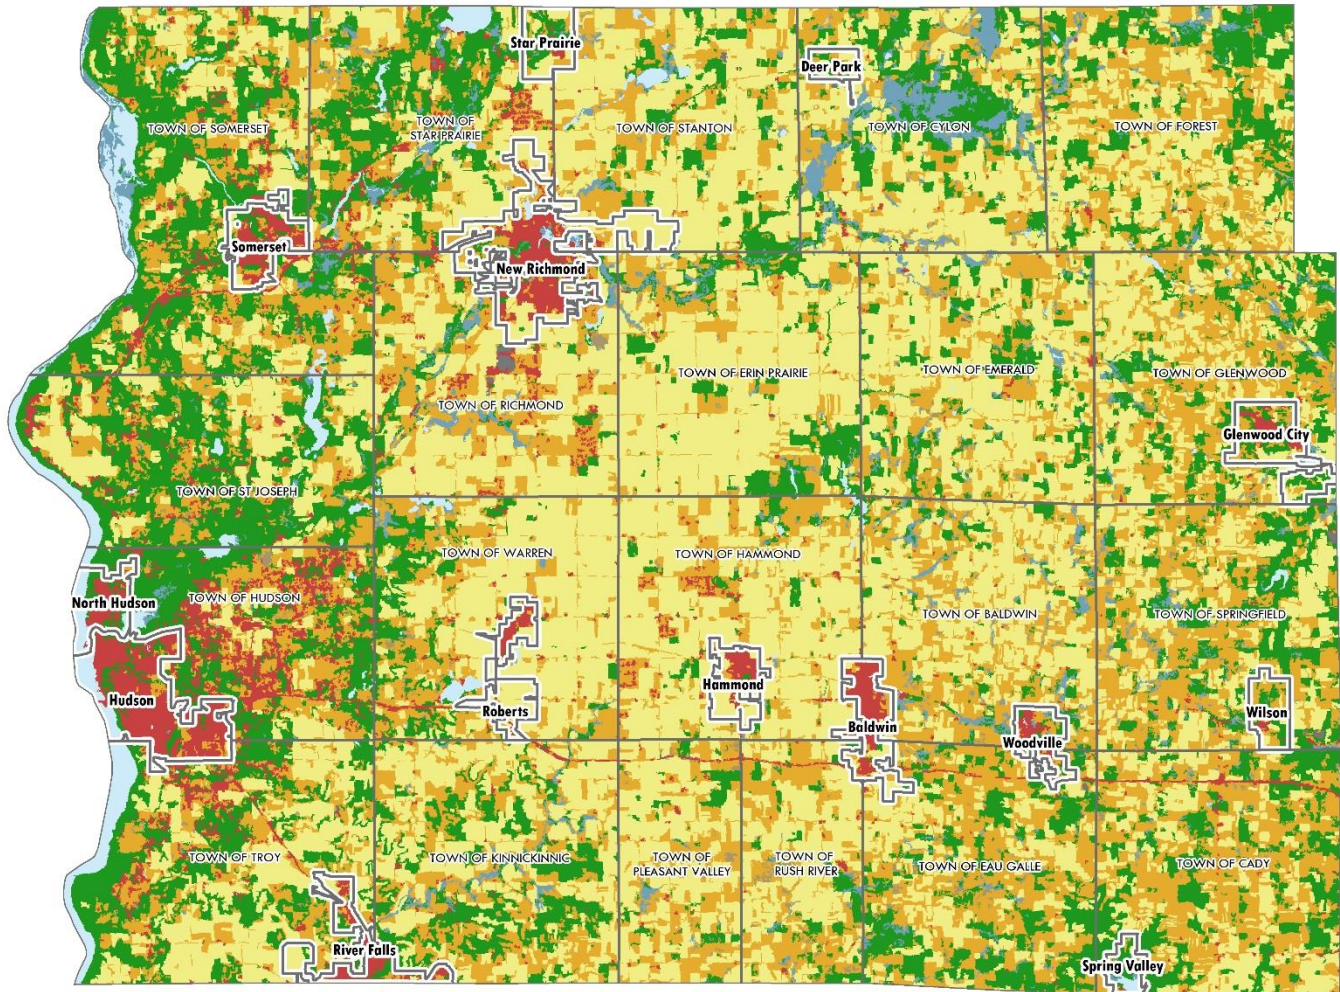 Star Prairie
Deer Park
TOWN OF SOMERSET
TOWN OF
STAR PRAIRIE
TOWN OF STANTON
TOWN OF CYLON
TOWN OF FOREST
Somerset
New Richmond
TOWN OF RICHMOND
TOWN OF ERIN PRAIRIE
TOWN OF EMERALD
TOWN OF GLENWOOD
Glenwood City
TOWN OF ST JOSEPH
TOWN OF WARREN
TOWN OF HAMMOND
North Hudson
TOWN OF HUDSON
TOWN OF BALDWIN
TOWN OF SPRINGFIELD
Hudson
Roberts
Hammond
Baldwin
Woodville
Wilson
TOWN OF TROY
TOWN OF KINNICKINNIC
TOWN OF
PLEASANT VALLEY
TOWN OF
RUSH RIVER
TOWN OF EAU GALLE
TOWN OF CADY
River Falls
Spring Valley